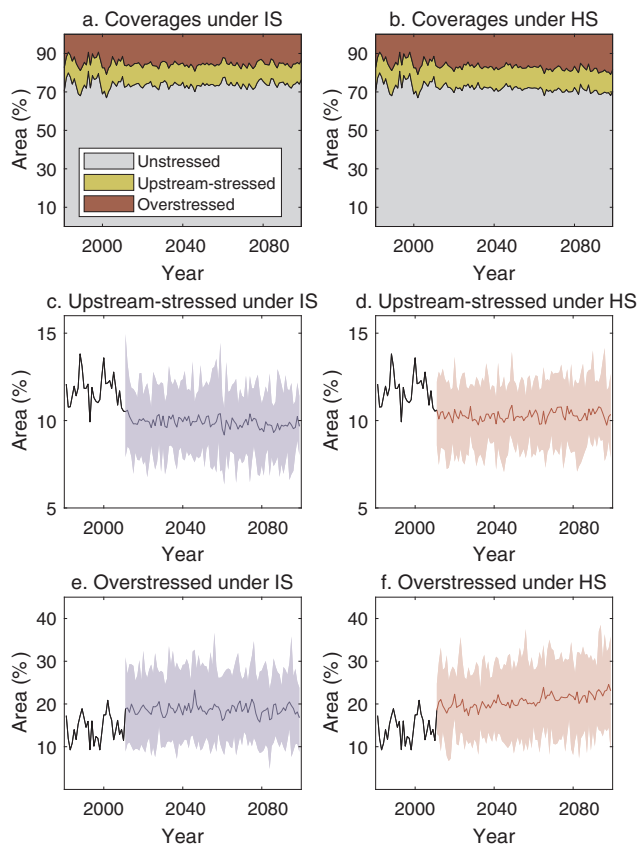 a. Coverages under IS
b. Coverages under HS
90
70
50
30
10
Area (%)
Unstressed
Upstream-stressed
Overstressed
2000
2040
2080
Year
90
70
50
30
10
Area (%)
2000
2040
2080
Year
c. Upstream-stressed under IS
d. Upstream-stressed under HS
15
10
5
Area (%)
2000
2040
2080
Year
15
10
5
Area (%)
2000
2040
2080
Year
e. Overstressed under IS
f. Overstressed under HS
40
30
20
10
Area (%)
2000
2040
2080
Year
40
30
20
10
Area (%)
2000
2040
2080
Year